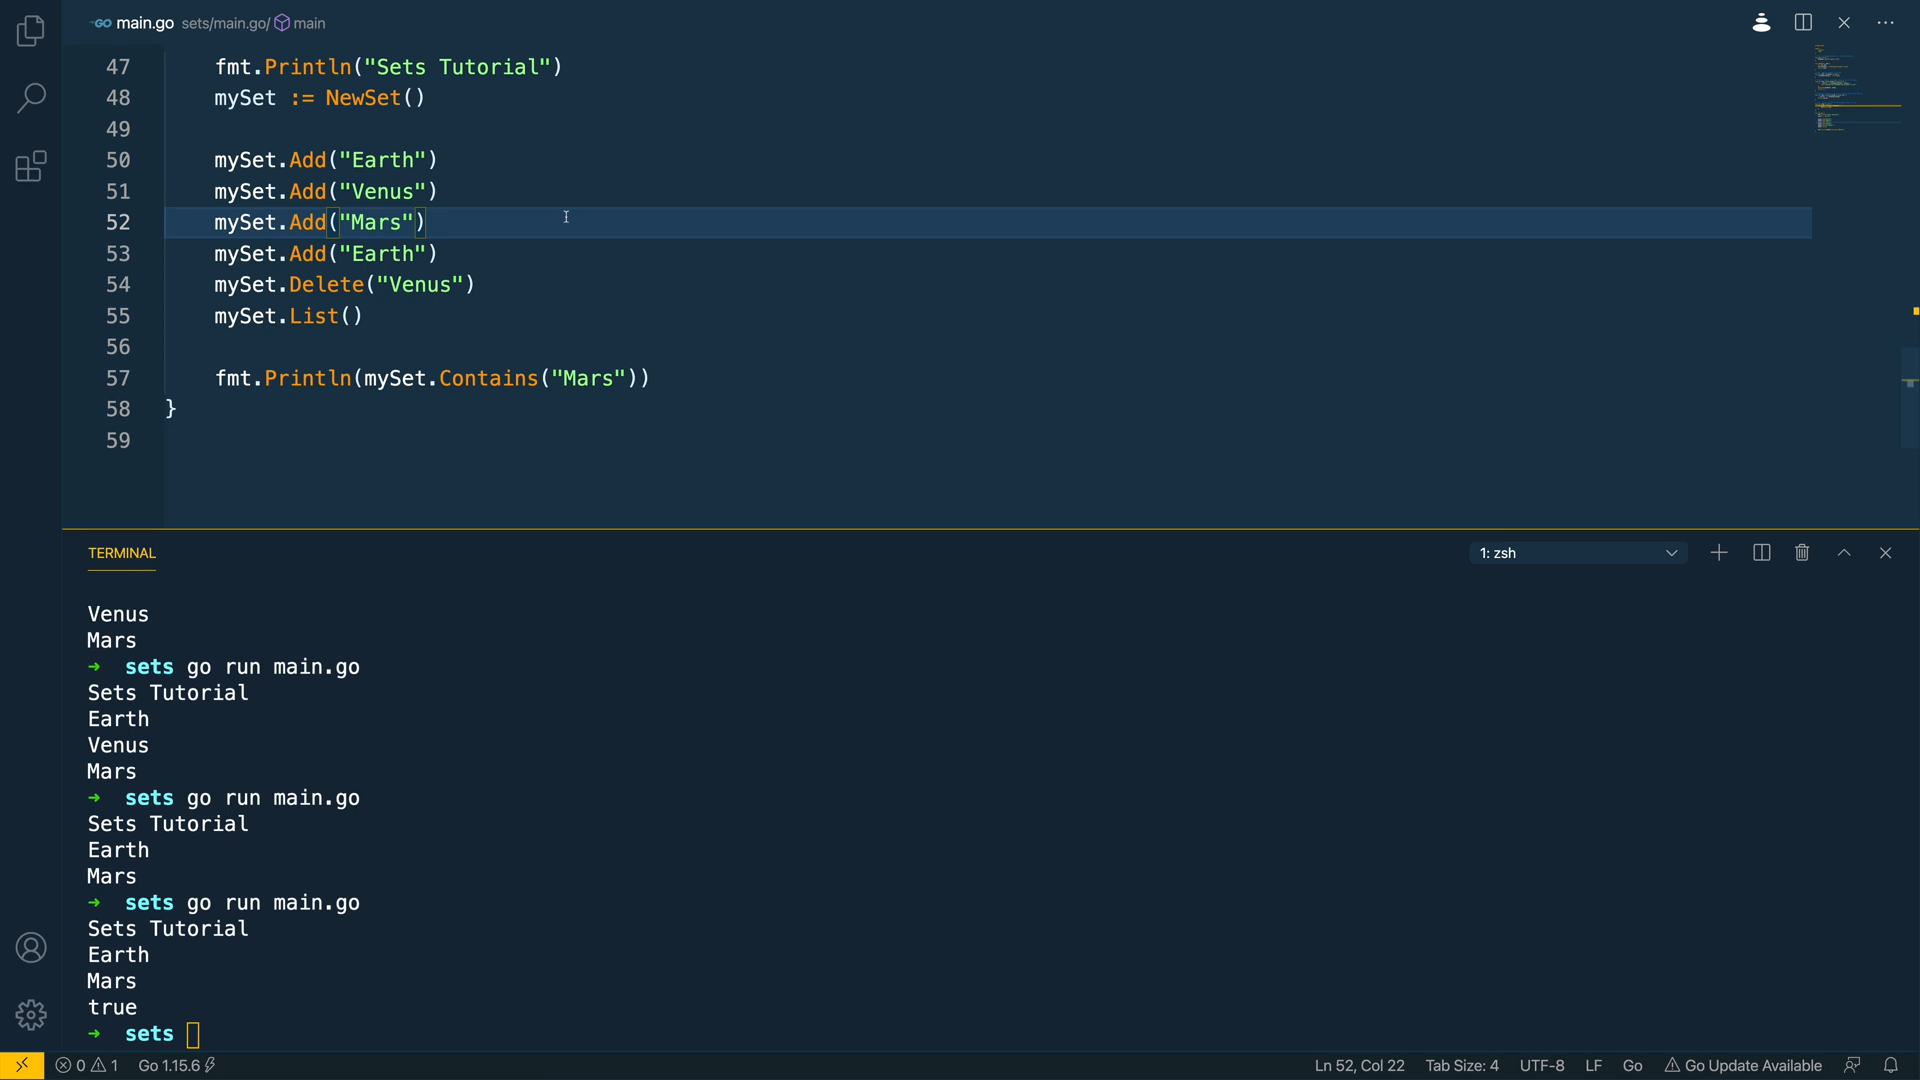 GO main.go sets/main.go/ main
47 fmt.Println("Sets Tutorial")
48 mySet := NewSet()
49
50 mySet.Add("Earth")
51 mySet.Add("Venus")
52 mySet.Add("Mars")
53 mySet.Add("Earth")
54 mySet.Delete("Venus")
55 mySet.List()
56
57 fmt.Println(mySet.Contains("Mars"))
58 }
59
TERMINAL
1: zsh
Venus
Mars
➜ sets go run main.go
Sets Tutorial
Earth
Venus
Mars
➜ sets go run main.go
Sets Tutorial
Earth
Mars
➜ sets go run main.go
Sets Tutorial
Earth
Mars
true
➜ sets
0 1 Go 1.15.6 Ln 52, Col 22 Tab Size: 4 UTF-8 LF Go Go Update Available